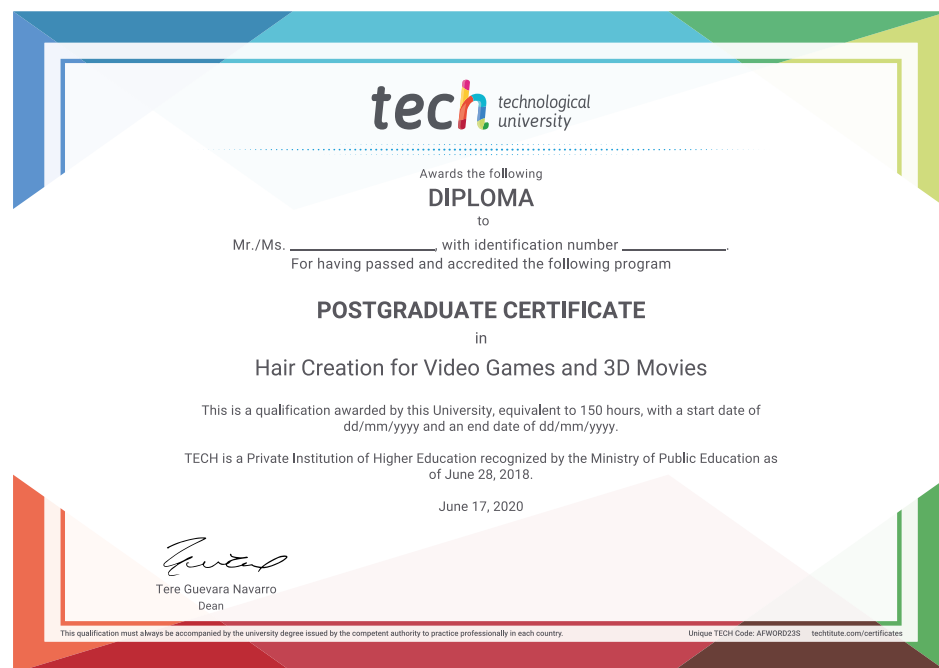 tech technological
university
Awards the following
DIPLOMA
to
Mr./Ms. ____________, with identification number ____________.
For having passed and accredited the following program
POSTGRADUATE CERTIFICATE
in
Hair Creation for Video Games and 3D Movies
This is a qualification awarded by this University, equivalent to 150 hours, with a start date of
dd/mm/yyyy and an end date of dd/mm/yyyy.
TECH is a Private Institution of Higher Education recognized by the Ministry of Public Education as
of June 28, 2018.
June 17, 2020
Tere Guevara Navarro
Dean
This qualification must always be accompanied by the university degree issued by the competent authority to practice professionally in each country.
Unique TECH Code: AFWORD23S techtitute.com/certificates